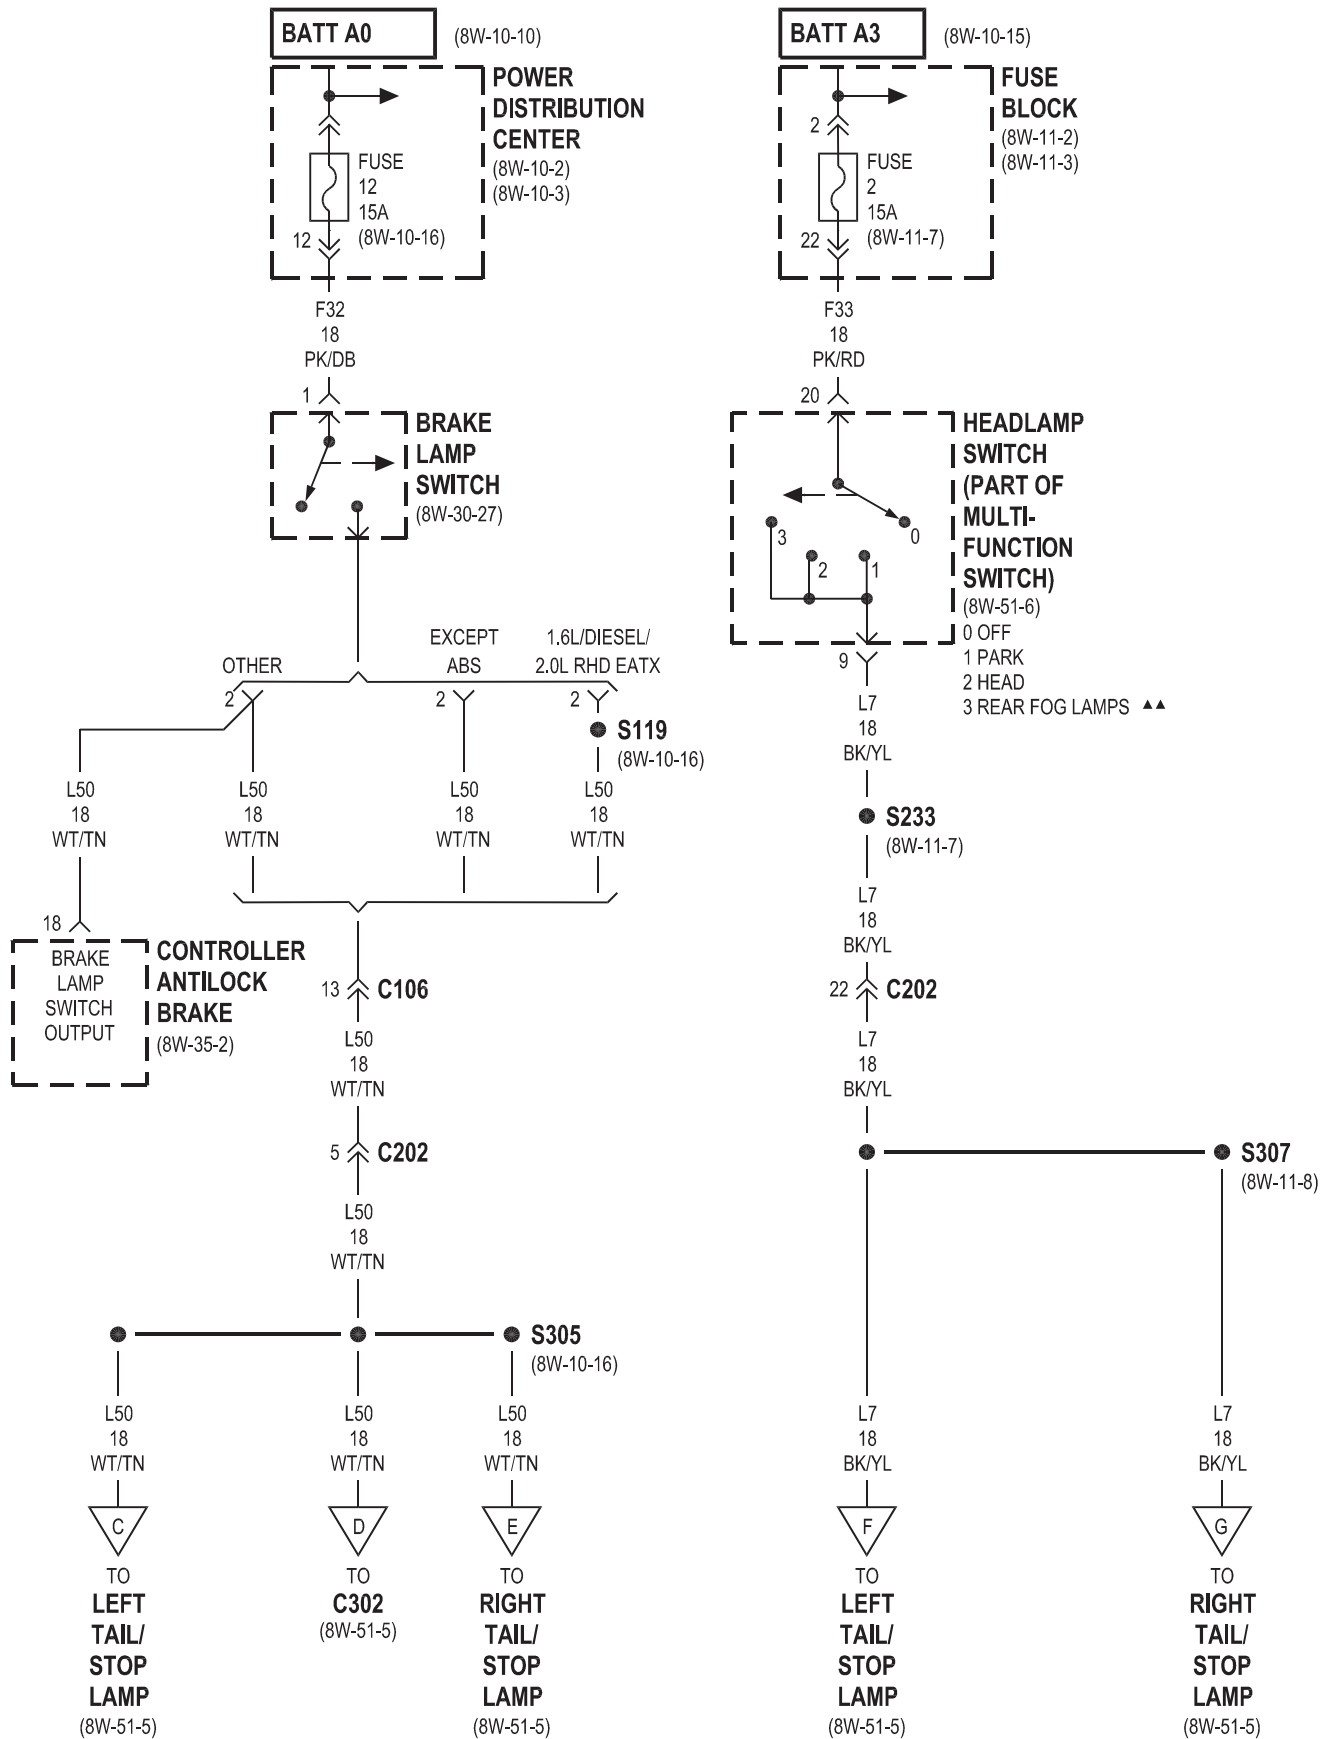 BATT A0
(8W-10-10)
POWER
DISTRIBUTION
CENTER
(8W-10-2)
(8W-10-3)
FUSE
12
15A
(8W-10-16)
12
F32
18
PK/DB
1
BRAKE
LAMP
SWITCH
(8W-30-27)
OTHER
EXCEPT
ABS
1.6L/DIESEL/
2.0L RHD EATX
2
2
2
S119
(8W-10-16)
L50
18
WT/TN
L50
18
WT/TN
L50
18
WT/TN
L50
18
WT/TN
18
BRAKE
LAMP
SWITCH
OUTPUT
CONTROLLER
ANTILOCK
BRAKE
(8W-35-2)
13
C106
L50
18
WT/TN
5
C202
L50
18
WT/TN
S305
(8W-10-16)
L50
18
WT/TN
L50
18
WT/TN
L50
18
WT/TN
C
D
E
TO
LEFT
TAIL/
STOP
LAMP
(8W-51-5)
TO
C302
(8W-51-5)
TO
RIGHT
TAIL/
STOP
LAMP
(8W-51-5)
BATT A3
(8W-10-15)
FUSE
BLOCK
(8W-11-2)
(8W-11-3)
2
FUSE
2
15A
(8W-11-7)
22
F33
18
PK/RD
20
HEADLAMP
SWITCH
(PART OF
MULTI-
FUNCTION
SWITCH)
(8W-51-6)
0 OFF
1 PARK
2 HEAD
3 REAR FOG LAMPS ▲▲
3
0
2
1
9
L7
18
BK/YL
S233
(8W-11-7)
L7
18
BK/YL
22
C202
L7
18
BK/YL
S307
(8W-11-8)
L7
18
BK/YL
L7
18
BK/YL
F
G
TO
LEFT
TAIL/
STOP
LAMP
(8W-51-5)
TO
RIGHT
TAIL/
STOP
LAMP
(8W-51-5)